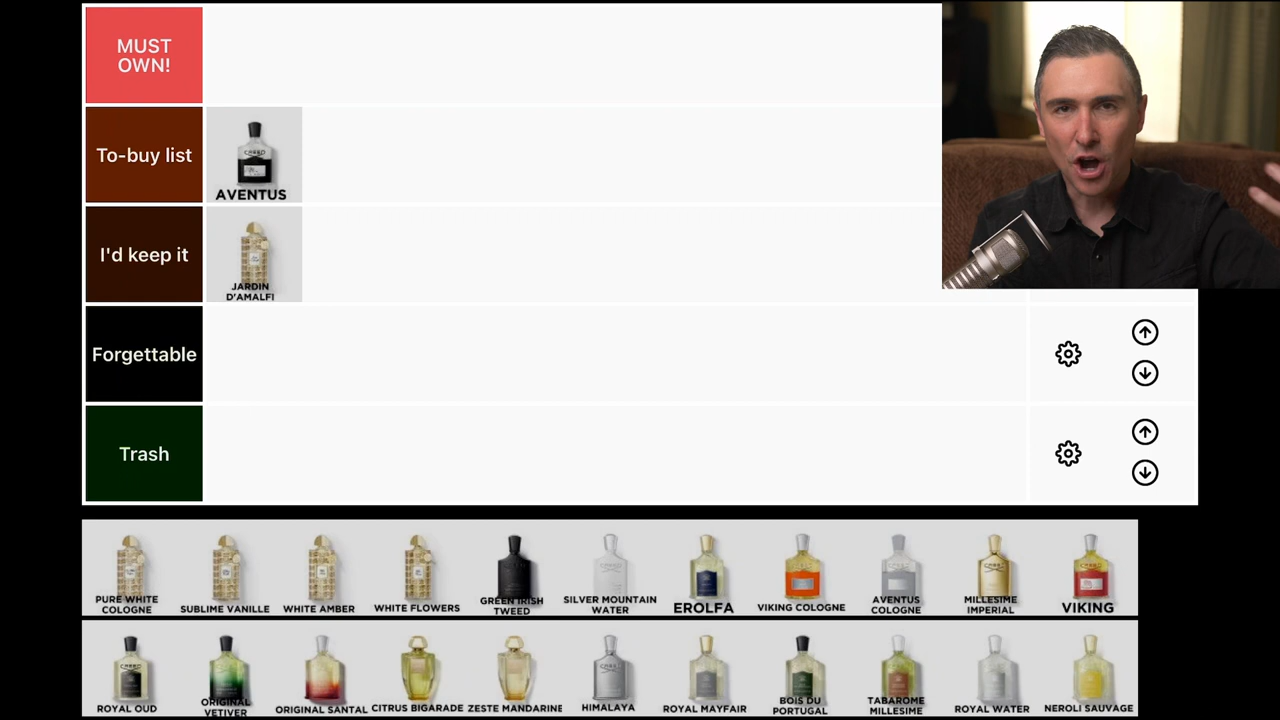 MUST
OWN!
To-buy list
CREED
AVENTUS
I'd keep it
JARDIN
D'AMALFI
Forgettable
Trash
PURE WHITE
COLOGNE
SUBLIME VANILLE
WHITE AMBER
WHITE FLOWERS
GREEN IRISH
TWEED
SILVER MOUNTAIN
WATER
EROLFA
VIKING COLOGNE
AVENTUS
COLOGNE
MILLESIME
IMPERIAL
VIKING
ROYAL OUD
ORIGINAL
VETIVER
ORIGINAL SANTAL
CITRUS BIGARADE
ZESTE MANDARINE
HIMALAYA
ROYAL MAYFAIR
BOIS DU
PORTUGAL
TABAROME
MILLESIME
ROYAL WATER
NEROLI SAUVAGE